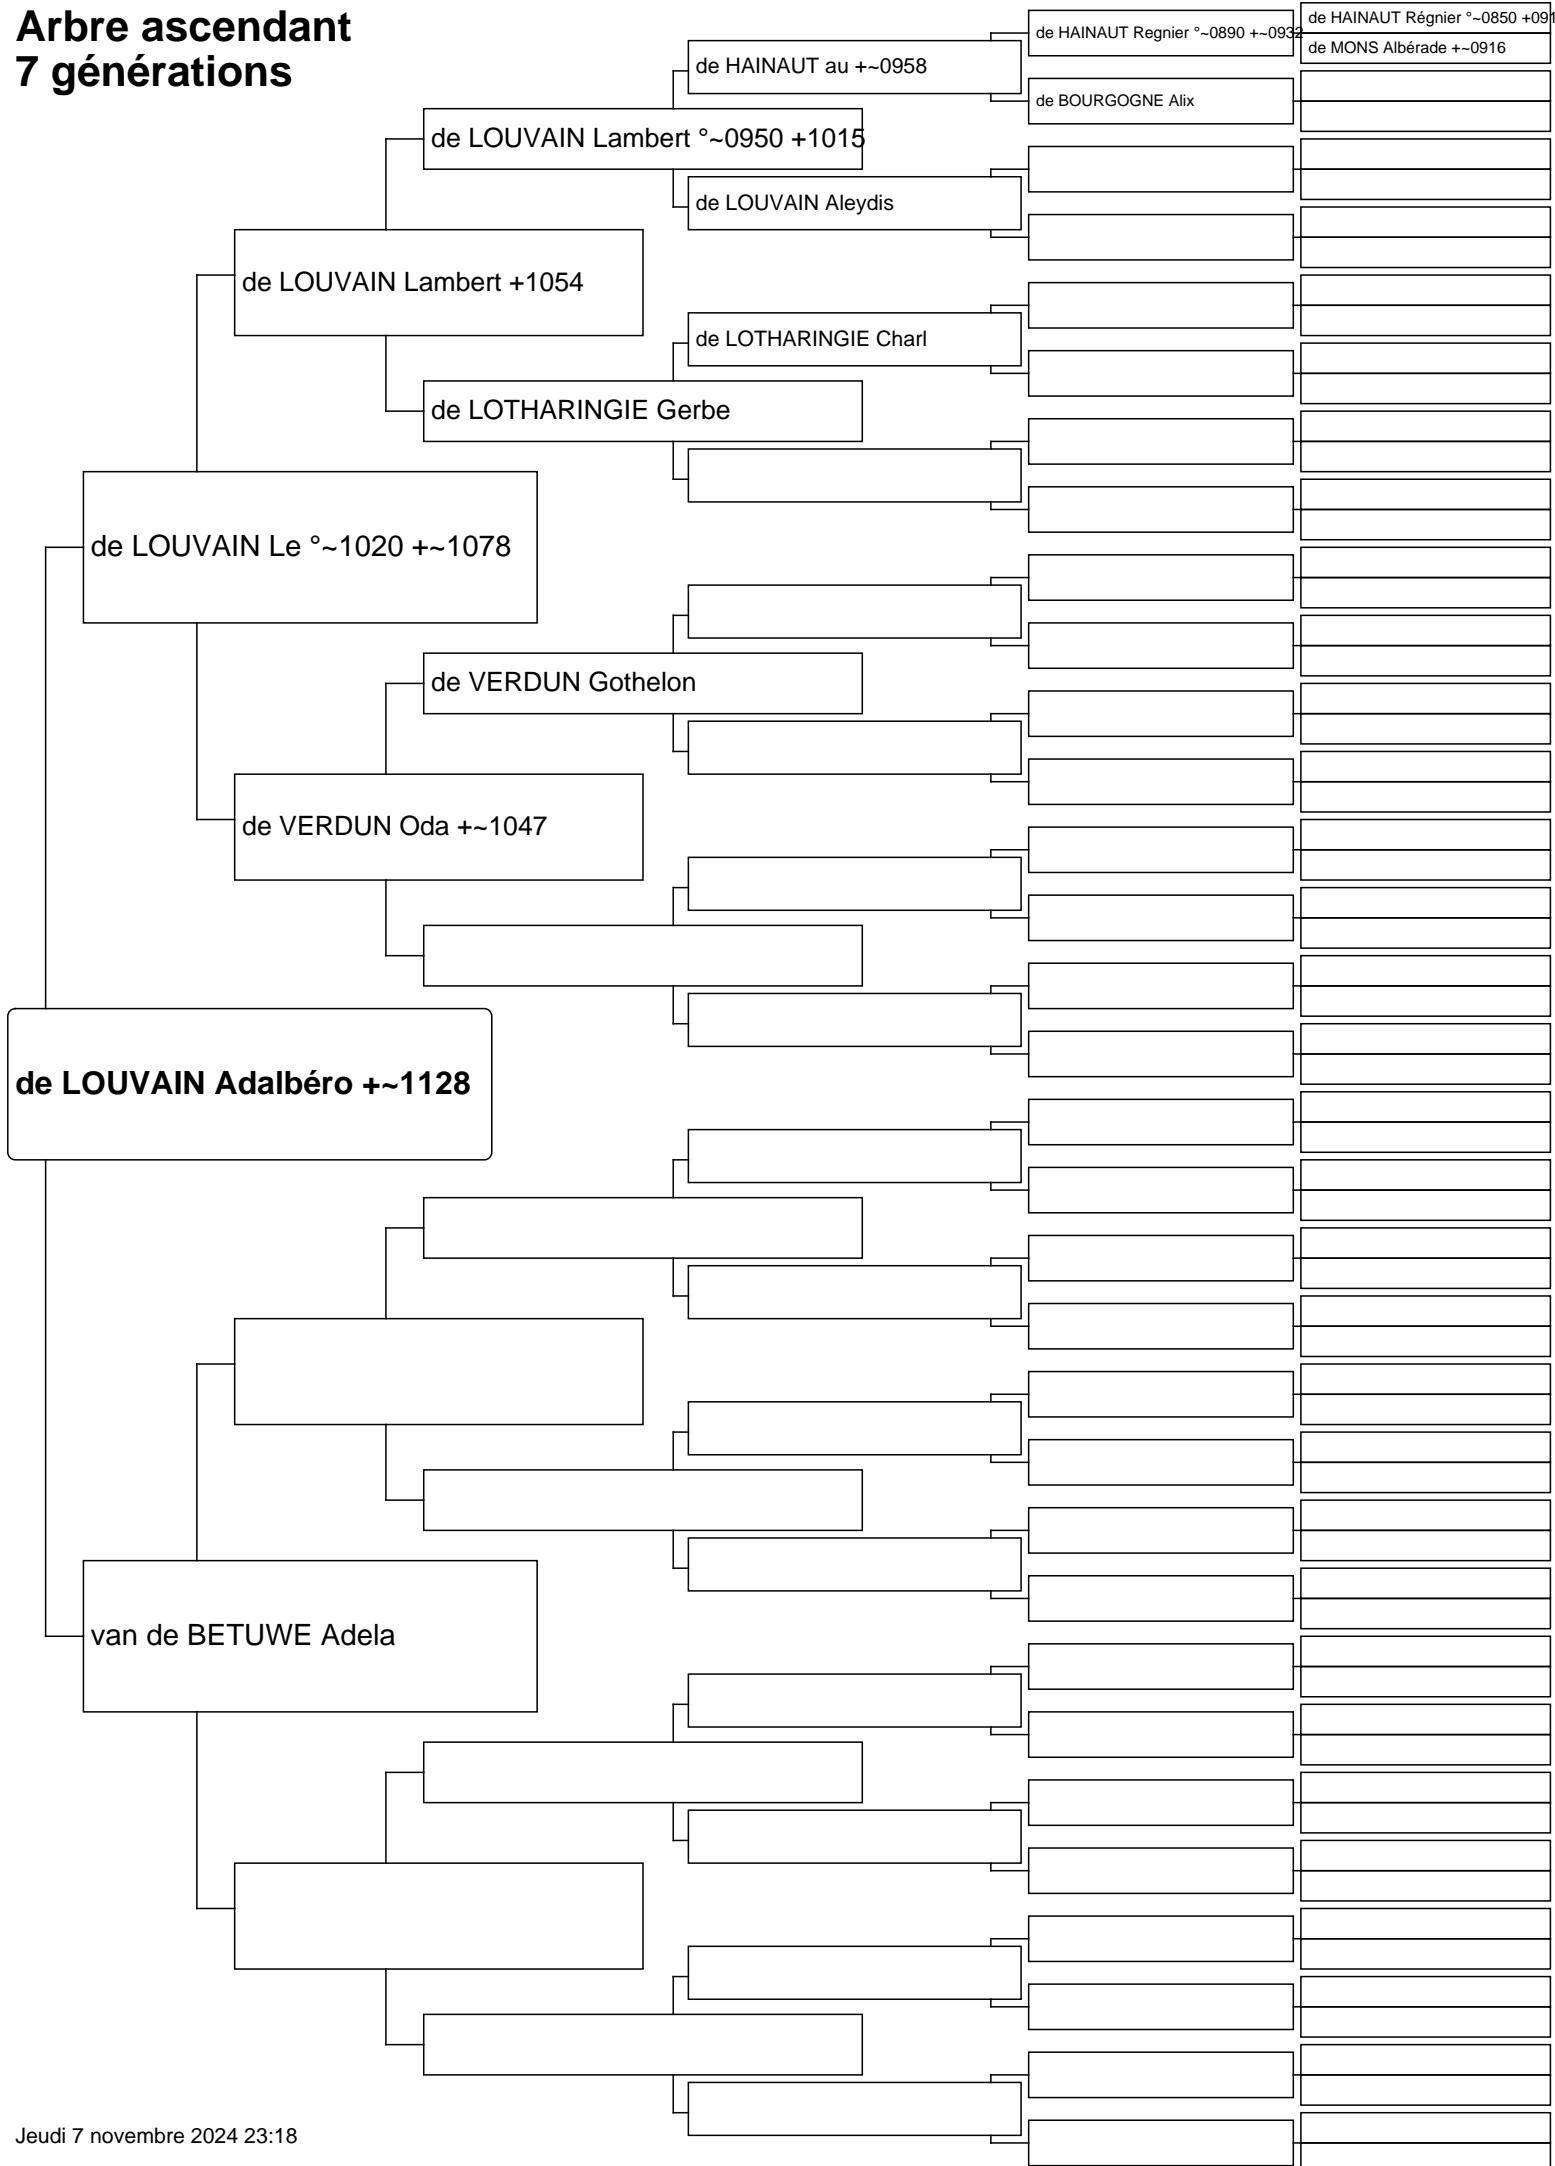 Arbre ascendant
7 générations
de HAINAUT Régnier °~0850 +091
de HAINAUT Regnier °~0890 +~0932
de MONS Albérade +~0916
de HAINAUT au +~0958
de BOURGOGNE Alix
de LOUVAIN Lambert °~0950 +1015
de LOUVAIN Aleydis
de LOUVAIN Lambert +1054
de LOTHARINGIE Charl
de LOTHARINGIE Gerbe
de LOUVAIN Le °~1020 +~1078
de VERDUN Gothelon
de VERDUN Oda +~1047
de LOUVAIN Adalbéro +~1128
van de BETUWE Adela
Jeudi 7 novembre 2024 23:18